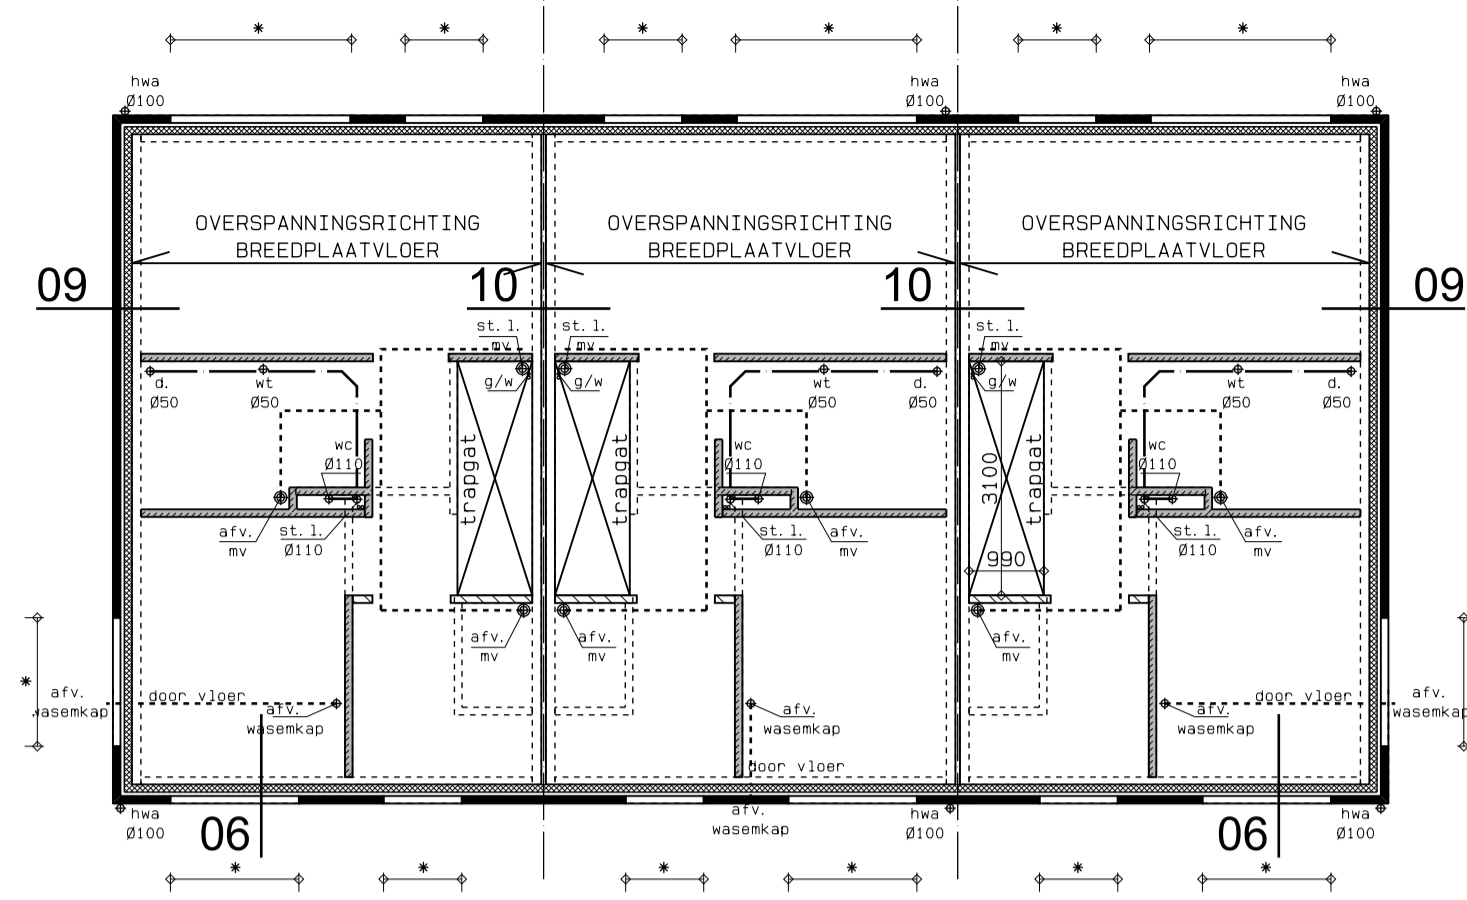 * * * * * *
hwa hwa hwa
Ø100 Ø100 Ø100
OVERSPANNINGSRICHTING OVERSPANNINGSRICHTING OVERSPANNINGSRICHTING
BREEDPLAATVLOER BREEDPLAATVLOER BREEDPLAATVLOER
09 10 10 09
st. l. st. l. st. l.
mv mv mv
d. wt g/w g/w wt d. g/w wt d.
Ø50 Ø50 Ø50 Ø50 Ø50 Ø50
wc trapgat trapgat wc 3100 trapgat wc
Ø110 Ø110 Ø110
afv. st. l. st. l. afv. st. l. afv.
mv Ø110 Ø110 mv Ø110 mv
990
afv. afv. afv.
mv mv mv
* afv. door vloer door vloer afv.
wasemkap afv. afv. afv. wasemkap
wasemkap wasemkap wasemkap
door vloer
hwa afv. hwa hwa
Ø100 06 wasemkap Ø100 06 Ø100
* * * * * *